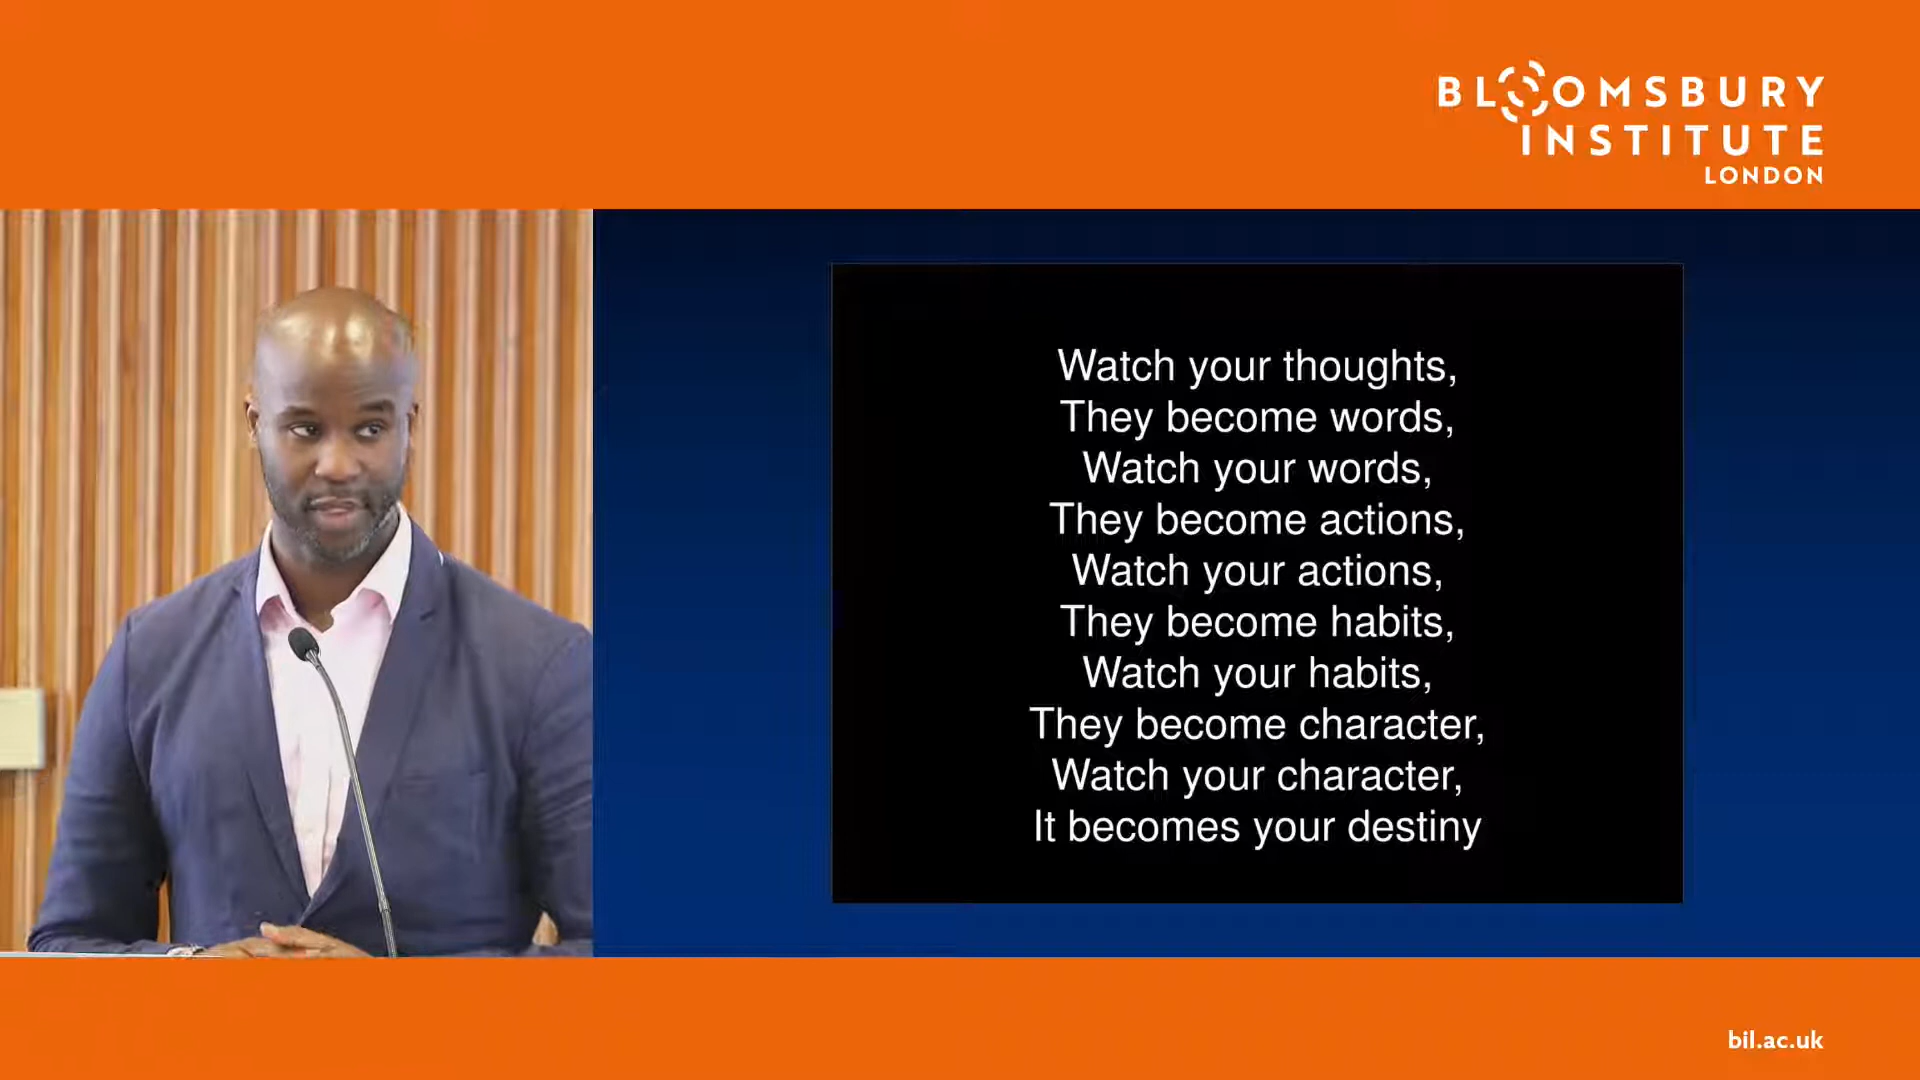 BLOOMSBURY
INSTITUTE
LONDON
Watch your thoughts,
They become words,
Watch your words,
They become actions,
Watch your actions,
They become habits,
Watch your habits,
They become character,
Watch your character,
It becomes your destiny
bil.ac.uk